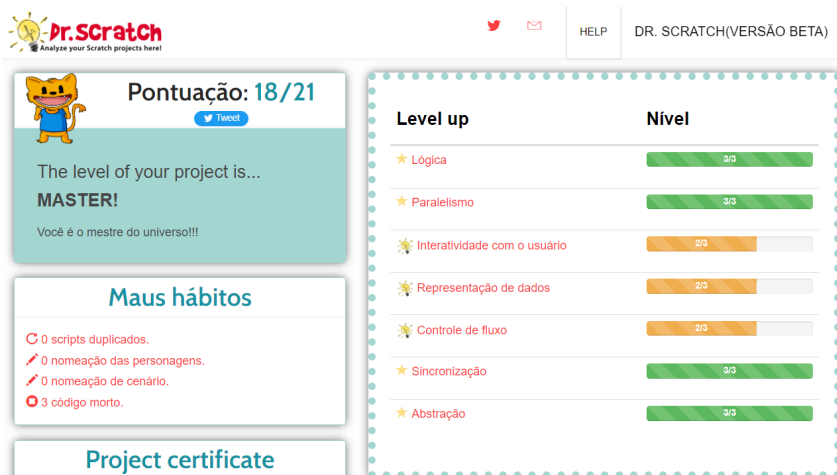 Dr.Scratch
Analyze your Scratch projects here!
HELP
DR. SCRATCH(VERSÃO BETA)
Pontuação: 18/21
Tweet
The level of your project is...
MASTER!
Você é o mestre do universo!!!
Maus hábitos
0 scripts duplicados.
0 nomeação das personagens.
0 nomeação de cenário.
3 código morto.
Project certificate
Level up Nível
Lógica 3/3
Paralelismo 3/3
Interatividade com o usuário 2/3
Representação de dados 2/3
Controle de fluxo 2/3
Sincronização 3/3
Abstração 3/3